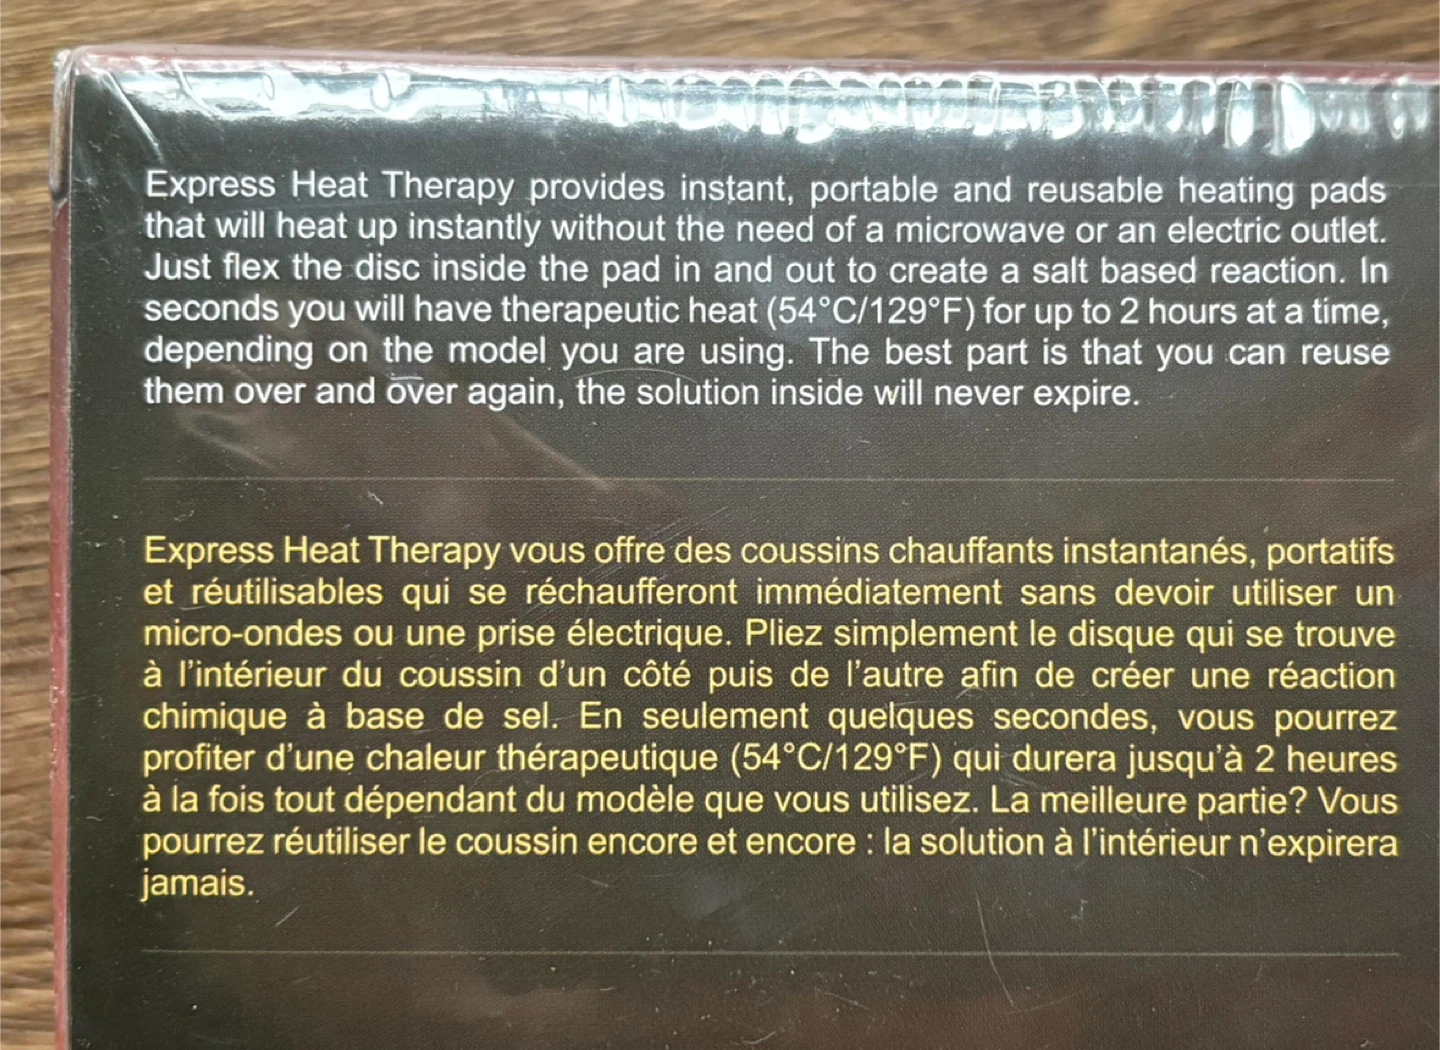 Express Heat Therapy provides instant, portable and reusable heating pads
that will heat up instantly without the need of a microwave or an electric outlet.
Just flex the disc inside the pad in and out to create a salt based reaction. In
seconds you will have therapeutic heat (54°C/129°F) for up to 2 hours at a time,
depending on the model you are using. The best part is that you can reuse
them over and over again, the solution inside will never expire.
Express Heat Therapy vous offre des coussins chauffants instantanés, portatifs
et réutilisables qui se réchaufferont immédiatement sans devoir utiliser un
micro-ondes ou une prise électrique. Pliez simplement le disque qui se trouve
à l'intérieur du coussin d'un côté puis de l'autre afin de créer une réaction
chimique à base de sel. En seulement quelques secondes, vous pourrez
profiter d'une chaleur thérapeutique (54°C/129°F) qui durera jusqu'à 2 heures
à la fois tout dépendant du modèle que vous utilisez. La meilleure partie? Vous
pourrez réutiliser le coussin encore et encore : la solution à l'intérieur n'expirera
jamais.